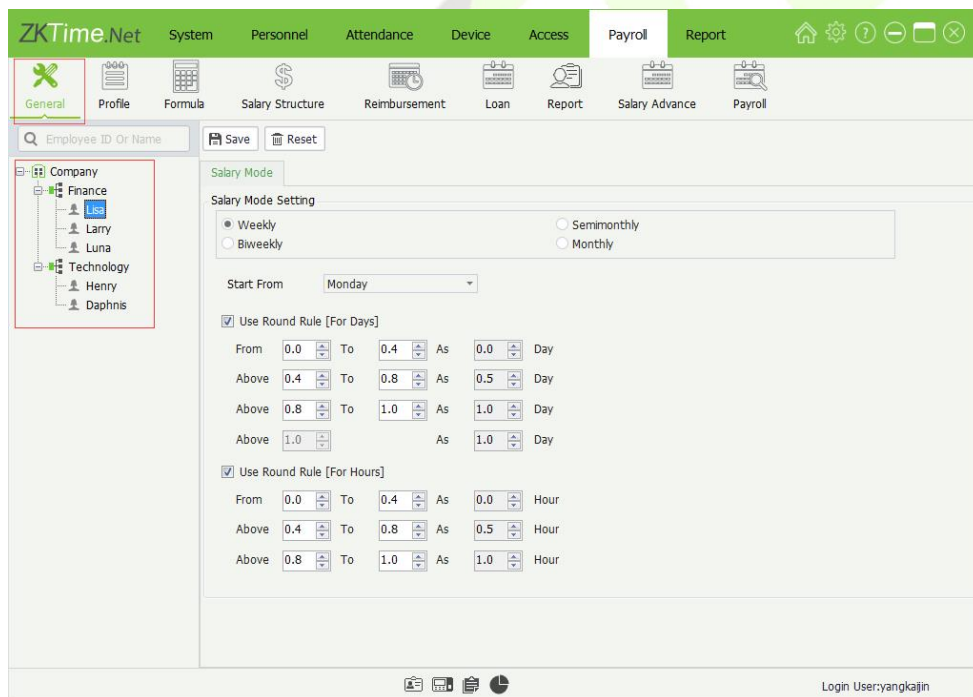 ZKTime.Net System Personnel Attendance Device Access Payroll Report
General Profile Formula Salary Structure Reimbursement Loan Report Salary Advance Payroll
Employee ID Or Name
Save Reset
Company
Finance
Lisa
Larry
Luna
Technology
Henry
Daphnis
Salary Mode
Salary Mode Setting
Weekly Semimonthly
Biweekly Monthly
Start From Monday
Use Round Rule [For Days]
From 0.0 To 0.4 As 0.0 Day
Above 0.4 To 0.8 As 0.5 Day
Above 0.8 To 1.0 As 1.0 Day
Above 1.0 As 1.0 Day
Use Round Rule [For Hours]
From 0.0 To 0.4 As 0.0 Hour
Above 0.4 To 0.8 As 0.5 Hour
Above 0.8 To 1.0 As 1.0 Hour
Login User:yangkaijin